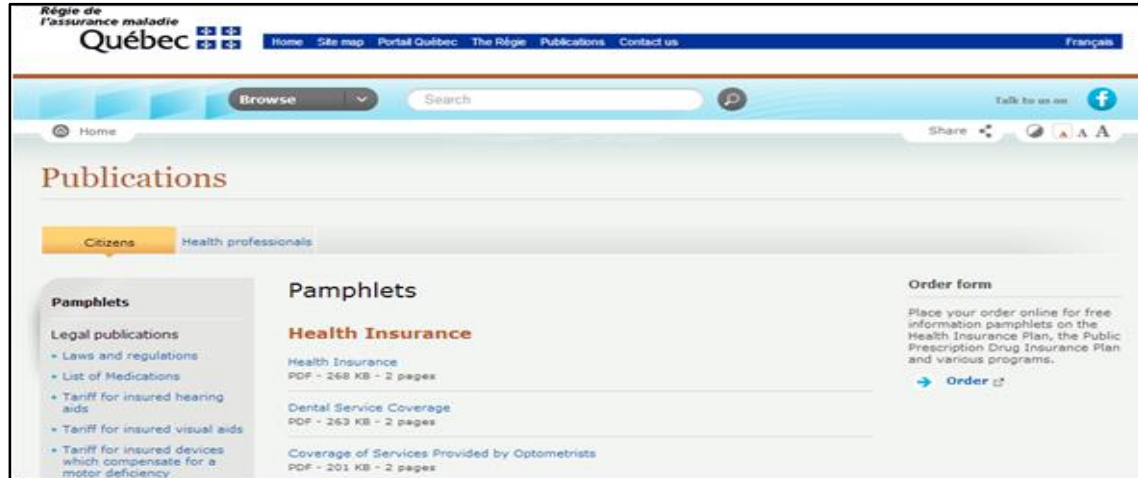 Régie de
l'assurance maladie
Québec
Home Site map Portail Québec The Régie Publications Contact us Français
Browse Search Talk to us on f
Home Share A A A
Publications
Citizens Health professionals
Pamphlets
Legal publications
• Laws and regulations
• List of Medications
• Tariff for insured hearing
aids
• Tariff for insured visual aids
• Tariff for insured devices
which compensate for a
motor deficiency
Pamphlets
Health Insurance
Health Insurance
PDF - 268 KB - 2 pages
Dental Service Coverage
PDF - 263 KB - 2 pages
Coverage of Services Provided by Optometrists
PDF - 201 KB - 2 pages
Order form
Place your order online for free
information pamphlets on the
Health Insurance Plan, the Public
Prescription Drug Insurance Plan
and various programs.
Order